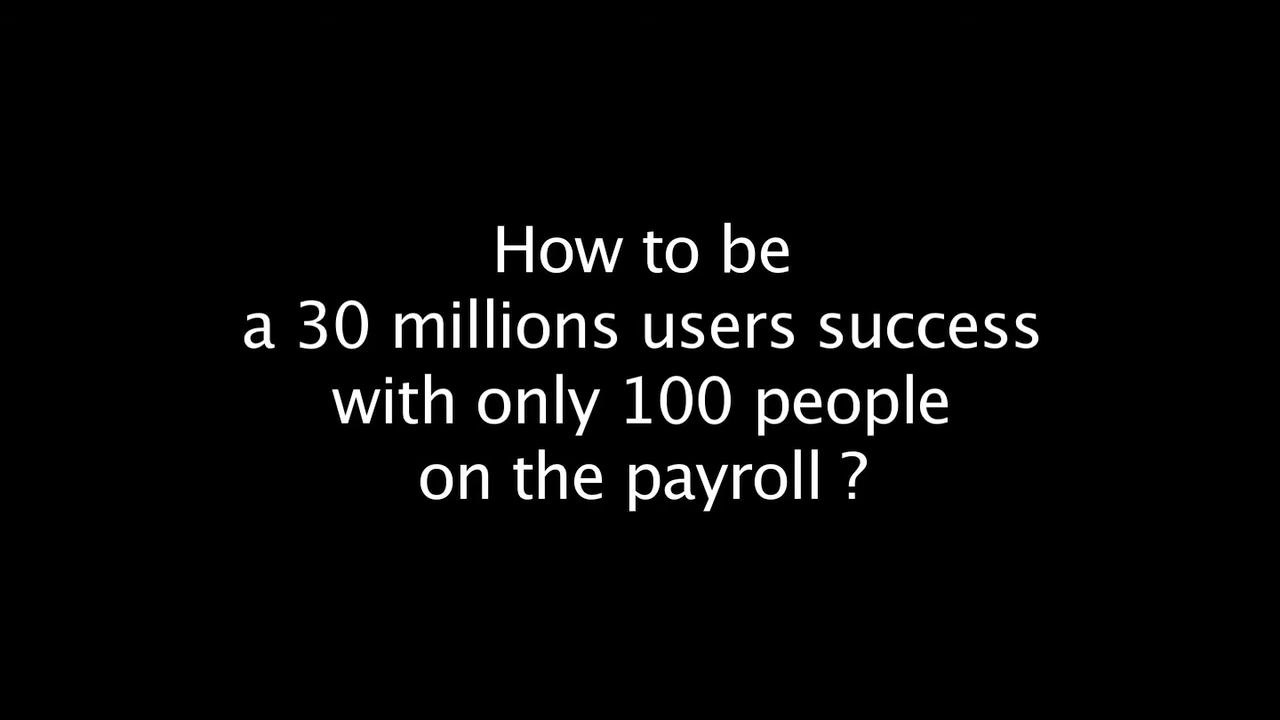 How to be
a 30 millions users success
with only 100 people
on the payroll ?